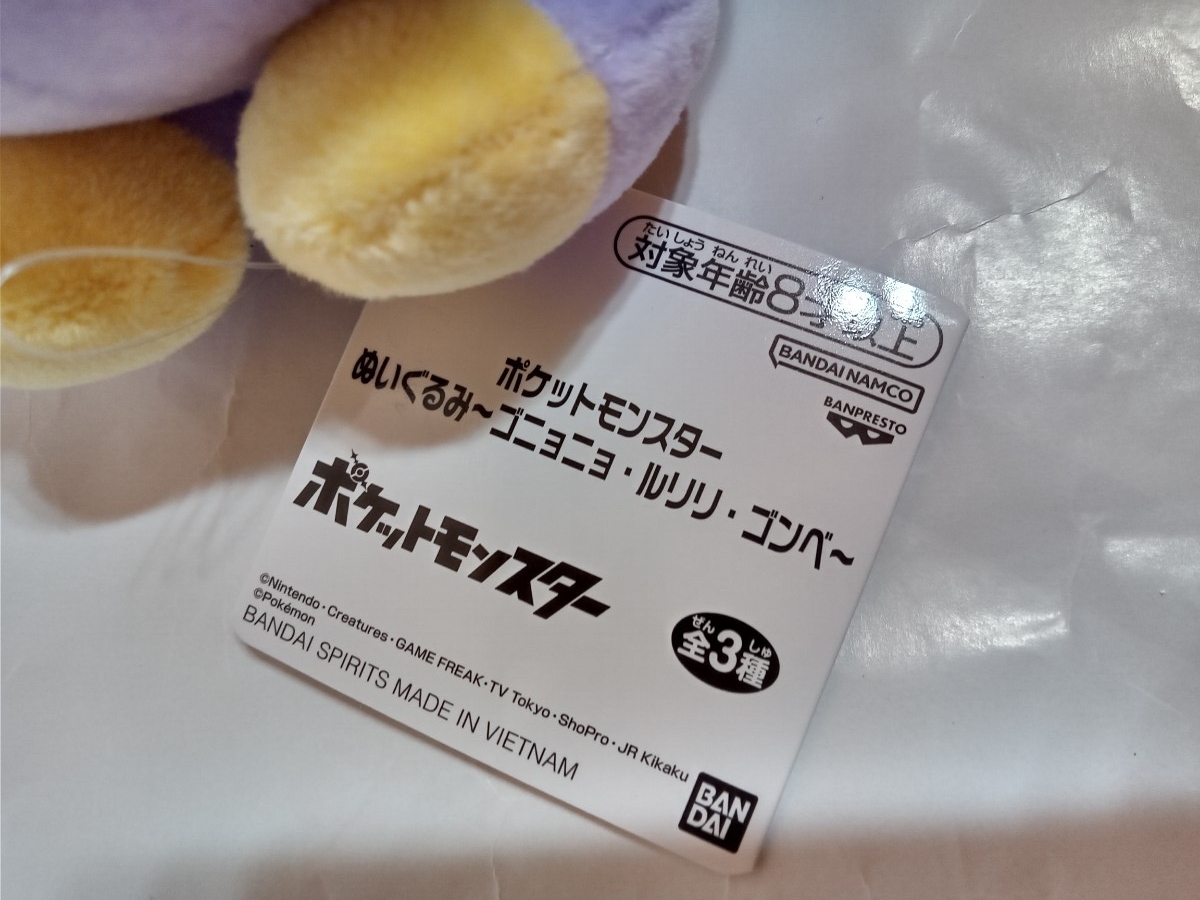 たいしょうねんれい
対象年齢8才以上
BANDAI NAMCO
BANPRESTO
ポケットモンスター
ぬいぐるみ~ゴニョニョ・ルリリ・ゴンベ~
ポケットモンスター
ぜん しゅ
全3種
©Nintendo・Creatures・GAME FREAK・TV Tokyo・ShoPro・JR Kikaku
©Pokémon
BANDAI SPIRITS MADE IN VIETNAM
BAN
DAI